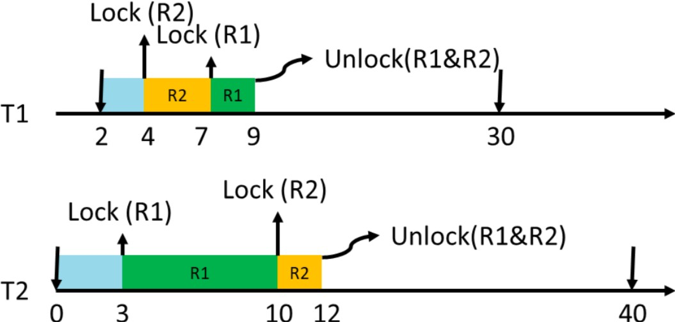 Lock (R2)
Lock (R1)
Unlock(R1&R2)
R2 R1
T1
2 4 7 9 30
Lock (R2)
Lock (R1)
Unlock(R1&R2)
R1 R2
T2
0 3 10 12 40